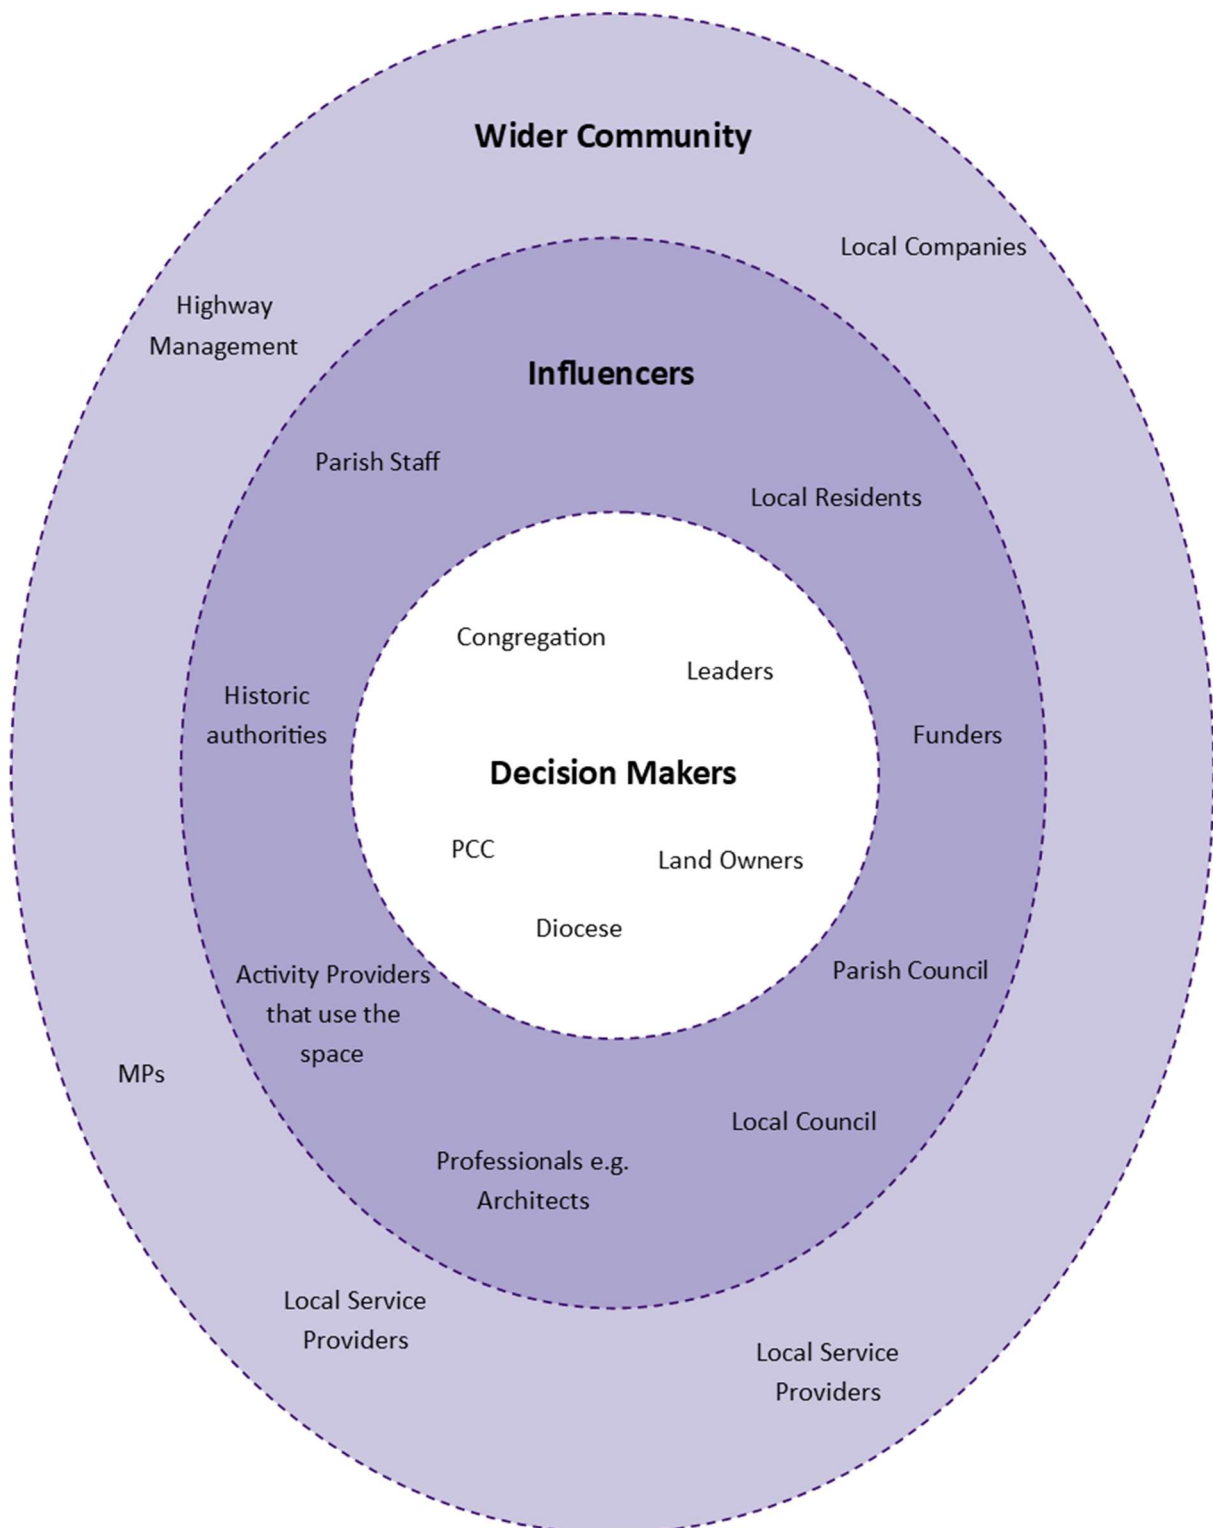 Wider Community
Local Companies
Highway
Management
Influencers
Parish Staff
Local Residents
Congregation
Leaders
Historic
authorities
Funders
Decision Makers
PCC
Land Owners
Diocese
Activity Providers
that use the
space
Parish Council
MPs
Local Council
Professionals e.g.
Architects
Local Service
Providers
Local Service
Providers